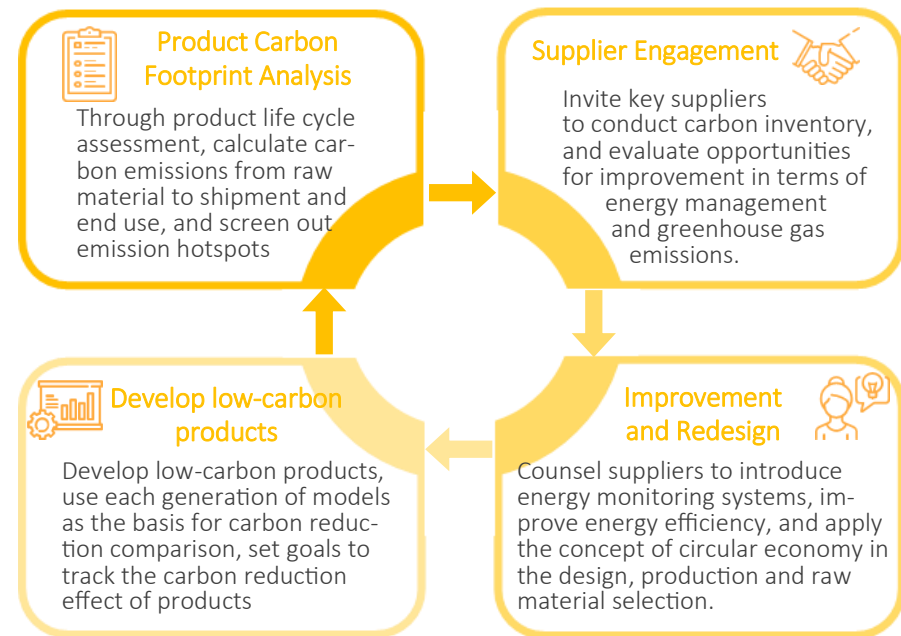 Product Carbon
Footprint Analysis
Through product life cycle
assessment, calculate car-
bon emissions from raw
material to shipment and
end use, and screen out
emission hotspots
Supplier Engagement
Invite key suppliers
to conduct carbon inventory,
and evaluate opportunities
for improvement in terms of
energy management
and greenhouse gas
emissions.
Develop low-carbon
products
Develop low-carbon products,
use each generation of models
as the basis for carbon reduc-
tion comparison, set goals to
track the carbon reduction
effect of products
Improvement
and Redesign
Counsel suppliers to introduce
energy monitoring systems, im-
prove energy efficiency, and apply
the concept of circular economy in
the design, production and raw
material selection.